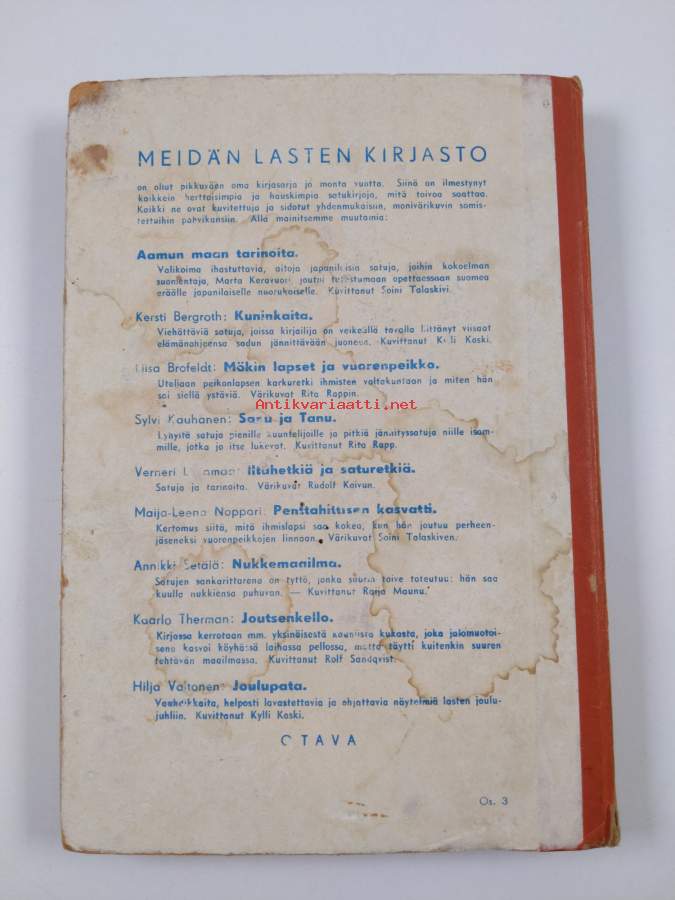 MEIDÄN LASTEN KIRJASTO
on ollut pikkuväen oma kirjasarja jo monta vuotta. Siinä on ilmestynyt
kaikkein herttaisimpia ja hauskimpia satukirjoja, mitä toivoa saattaa.
Kaikki ne ovat kuvitettuja ja sidotut yhdenmukaisiin, monivärikuvin somis-
tettuihin pahvikansiin. Alla mainitsemme muutamia:
Aamun maan tarinoita.
Valikoima ihastuttavia, aitoja japanilaisia satuja, joihin kokoelman
suomentaja, Marta Keravuori, joutui tutustumaan opettaessaan suomea
eräälle japanilaiselle nuorukaiselle. Kuvittanut Soini Talaskivi.
Kersti Bergroth: Kuninkaita.
Viehättäviä satuja, joissa kirjailija on veikeällä tavalla liittänyt viisaat
elämänohjeensa sadun jännittävään juoneen. Kuvittanut Kylli Koski.
Liisa Brofeldt: Mökin lapset ja vuorenpeikko.
Uteliaan peikonlapsen karkuretki ihmisten valtakuntaan ja miten hän
sai siellä ystäviä. Värikuvat Rita Rappin.
Antikvariaatti.net
Sylvi Kauhanen: Sanu ja Tanu.
Lyhyitä satuja pienille kuuntelijoille ja pitkiä jännityssatuja niille isom-
mille, jotka jo itse lukevat. Kuvittanut Rita Rapp.
Verneri iltuhetkiä ja saturetkiä.
Satuja ja tarinoita. Värikuvat Rudolf Koivun.
Maija-Leena Noppari: Penttahitusen kasvatti.
Kertomus siitä, mitä ihmislapsi saa kokea, kun hän joutuu perheen-
jäseneksi vuorenpeikkojen linnaan. Värikuvat Soini Talaskiven.
Annikki Setälä: Nukkemaailma.
Satujen sankarittarena on tyttö, jonka suurin toive toteutuu: hän saa
kuulla nukkiensa puhuvan. — Kuvittanut Raija Maunu.
Kaarlo Therman: Joutsenkello.
Kirjassa kerrotaan mm. yksinäisestä kauniista kukasta, joka jalomuotoi-
sena kasvoi köyhässä laihassa pellossa, mutta täytti kuitenkin suuren
tehtävän maailmassa. Kuvittanut Rolf Sandqvist.
Hilja Valtonen: Joulupata.
Vauhdikkaita, helposti lavastettavia ja ohjattavia näytelmiä lasten joulu-
juhliin. Kuvittanut Kylli Koski.
OTAVA
Os. 3